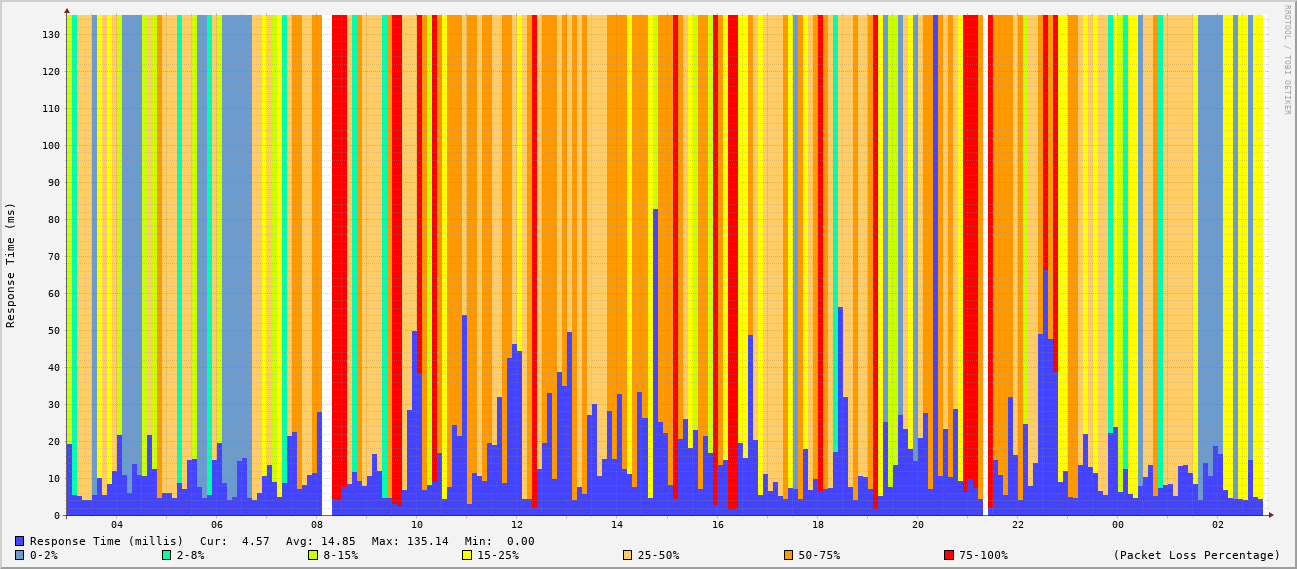 RRDTOOL / TOBI OETIKER
Response Time (ms)
130
120
110
100
90
80
70
60
50
40
30
20
10
0
04 06 08 10 12 14 16 18 20 22 00 02
Response Time (millis) Cur: 4.57 Avg: 14.85 Max: 135.14 Min: 0.00
0-2% 2-8% 8-15% 15-25% 25-50% 50-75% 75-100% (Packet Loss Percentage)